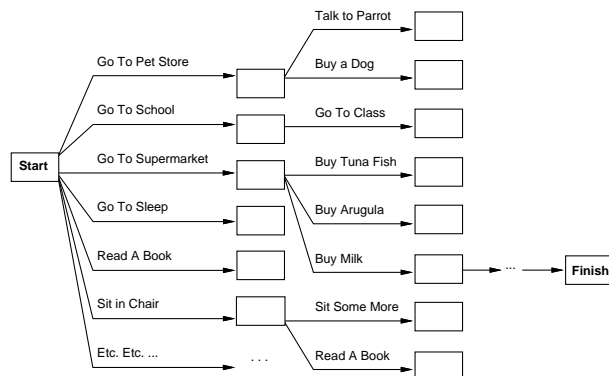 Talk to Parrot
Go To Pet Store
Buy a Dog
Go To School
Go To Class
Start
Go To Supermarket
Buy Tuna Fish
Go To Sleep
Buy Arugula
Read A Book
Buy Milk
...
Finish
Sit in Chair
Sit Some More
Etc. Etc. ...
. . .
Read A Book